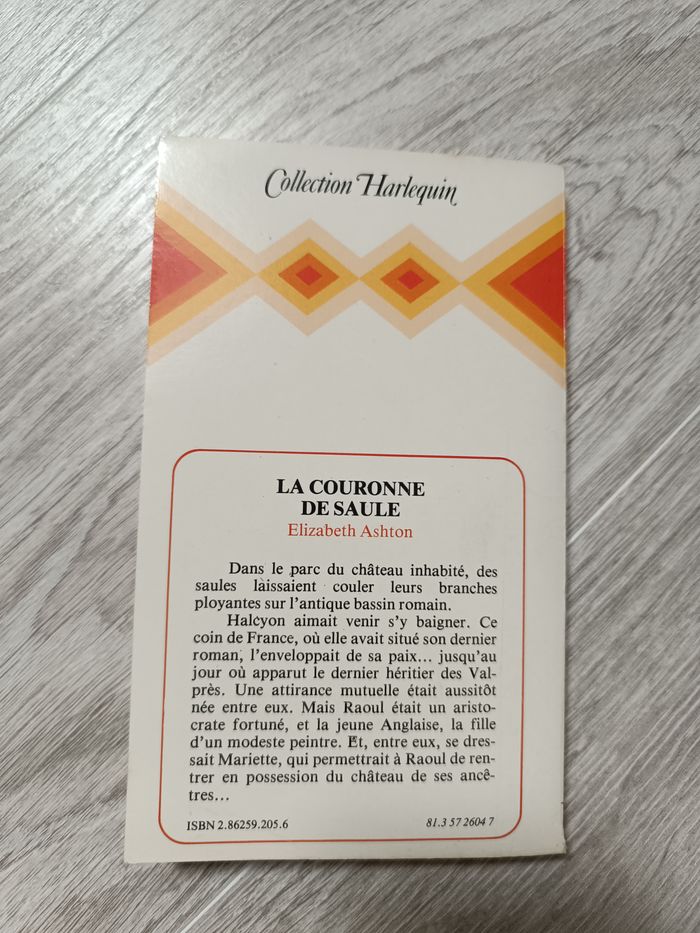 Collection Harlequin
LA COURONNE
DE SAULE
Elizabeth Ashton
Dans le parc du château inhabité, des
saules laissaient couler leurs branches
ployantes sur l'antique bassin romain.
Halcyon aimait venir s'y baigner. Ce
coin de France, où elle avait situé son dernier
roman, l'enveloppait de sa paix... jusqu'au
jour où apparut le dernier héritier des Val-
près. Une attirance mutuelle était aussitôt
née entre eux. Mais Raoul était un aristo-
crate fortuné, et la jeune Anglaise, la fille
d'un modeste peintre. Et, entre eux, se dres-
sait Mariette, qui permettrait à Raoul de ren-
trer en possession du château de ses ancê-
tres...
ISBN 2.86259.205.6
81.3 57 2604 7